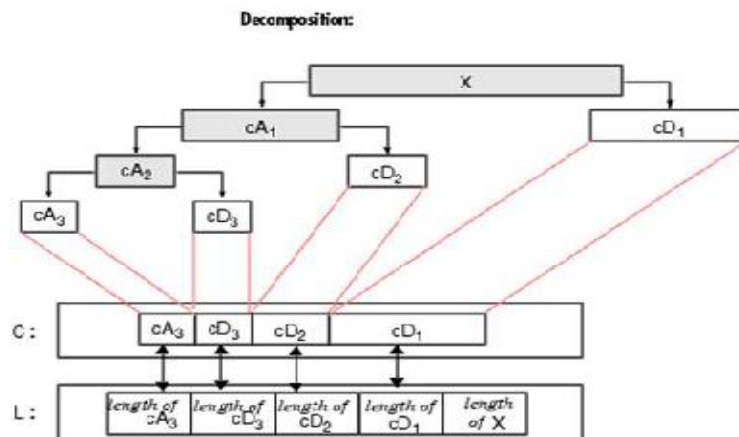 Decomposition:
X
cA₁ cD₁
cA₂ cD₂
cA₃ cD₃
C: cA₃ cD₃ cD₂ cD₁
L: length of cA₃ length of cD₃ length of cD₂ length of cD₁ length of X